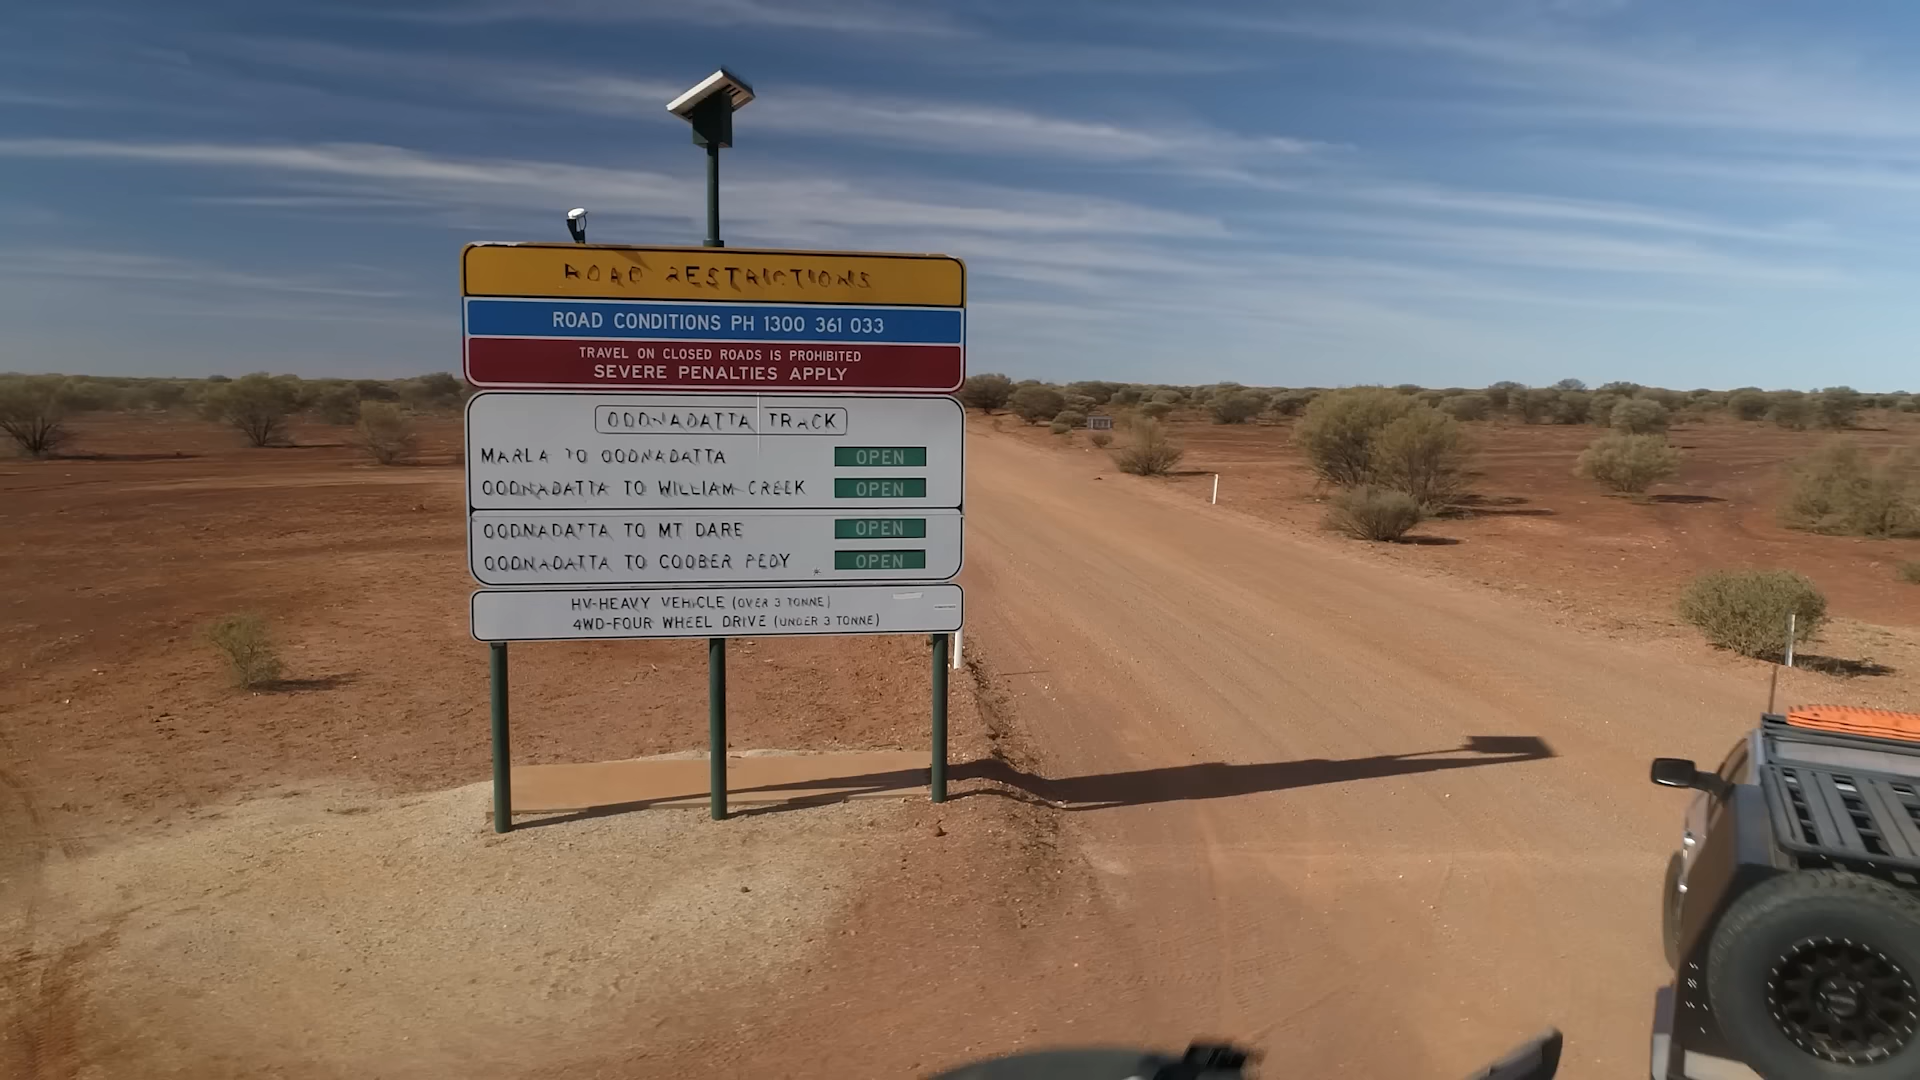 ROAD RESTRICTIONS
ROAD CONDITIONS PH 1300 361 033
TRAVEL ON CLOSED ROADS IS PROHIBITED
SEVERE PENALTIES APPLY
OODNADATTA TRACK
MARLA TO OODNADATTA OPEN
OODNADATTA TO WILLIAM CREEK OPEN
OODNADATTA TO MT DARE OPEN
OODNADATTA TO COOBER PEDY OPEN
HV-HEAVY VEHICLE (OVER 3 TONNE)
4WD-FOUR WHEEL DRIVE (UNDER 3 TONNE)